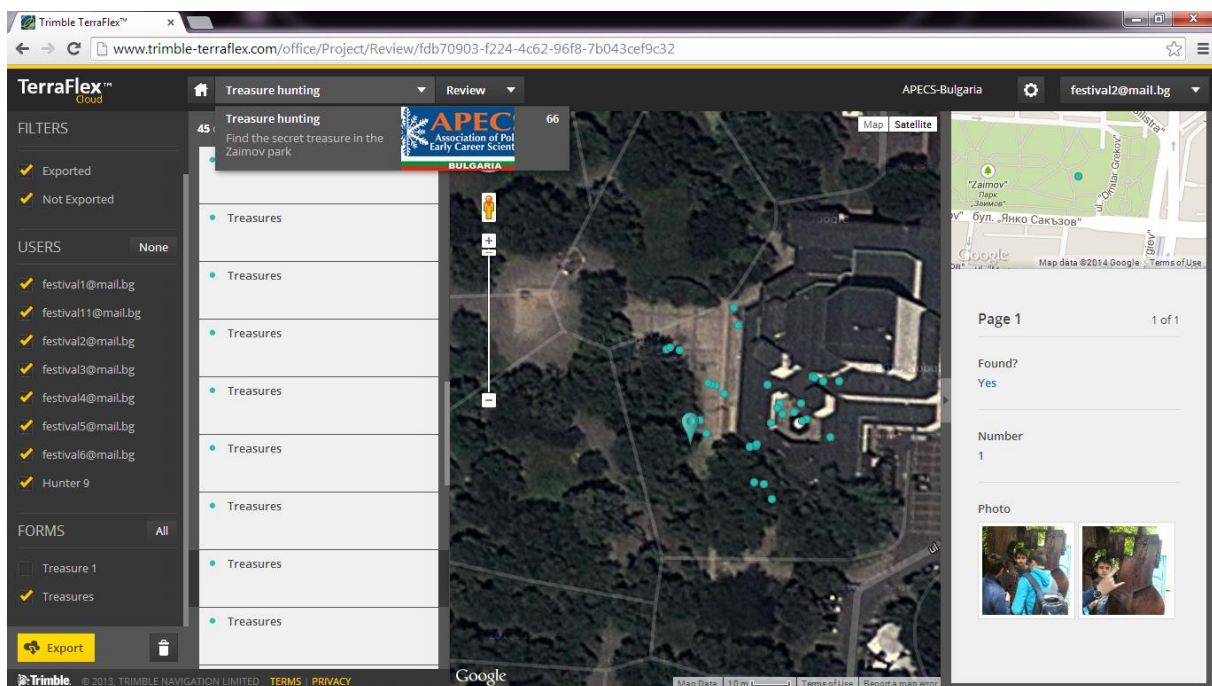 Trimble TerraFlex™
www.trimble-terraflex.com/office/Project/Review/fdb70903-f224-4c62-96f8-7b043cef9c32
TerraFlex™
Cloud
Treasure hunting
Review
APECS-Bulgaria
festival2@mail.bg
FILTERS
Exported
Not Exported
USERS
None
festival1@mail.bg
festival11@mail.bg
festival2@mail.bg
festival3@mail.bg
festival4@mail.bg
festival5@mail.bg
festival6@mail.bg
Hunter 9
FORMS
All
Treasure 1
Treasures
Export
Trimble. © 2013, TRIMBLE NAVIGATION LIMITED TERMS | PRIVACY
Treasure hunting
Find the secret treasure in the
Zaimov park
APECS
Association of Pol
Early Career Scient
BULGARIA
66
45
Treasures
Treasures
Treasures
Treasures
Treasures
Treasures
Treasures
Treasures
Map
Satellite
ul.
Google
Map Data
10 m
Terms of Use
Report a map error
"Zaimov"
Парк
„Заимов"
ul. "Dimitar Grekov"
бул. „Янко Сакъзов"
Google
Map data ©2014 Google
Terms of Use
Page 1
1 of 1
Found?
Yes
Number
1
Photo